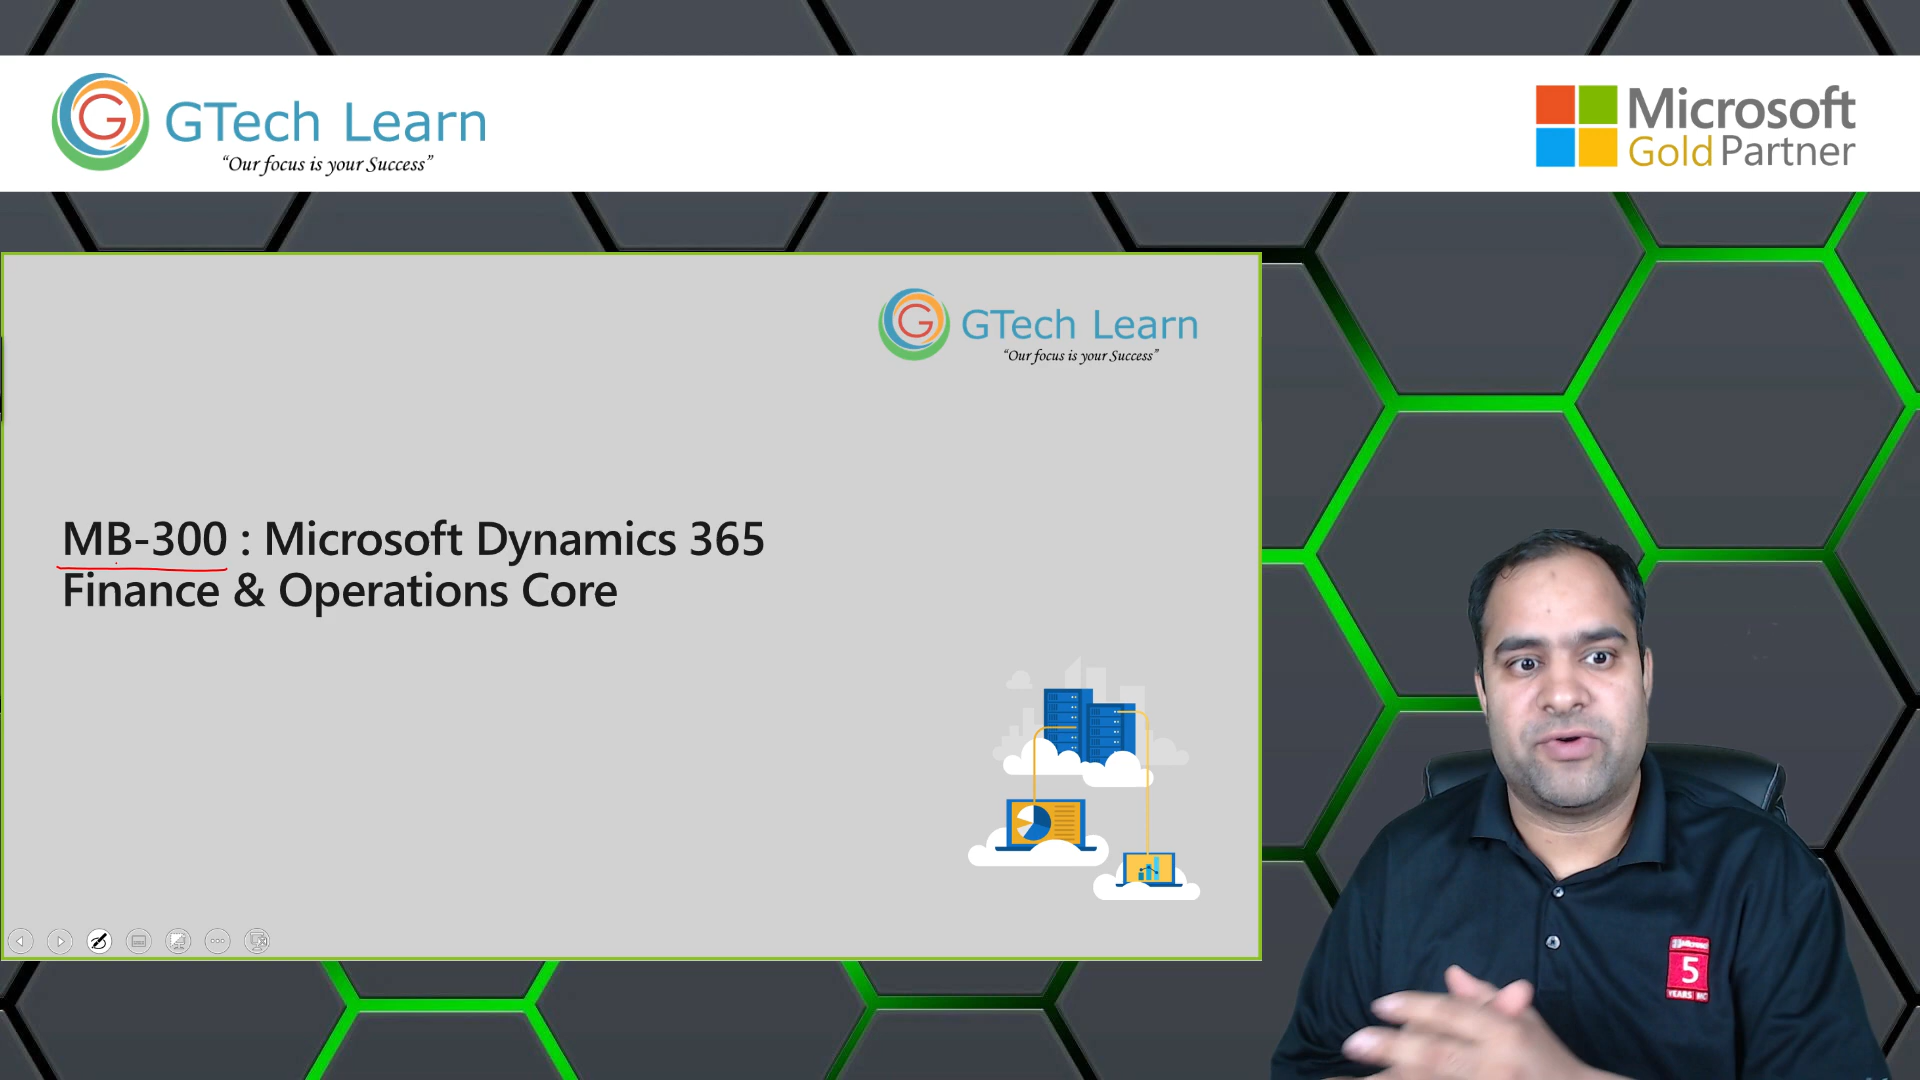 GTech Learn
“Our focus is your Success”
Microsoft
Gold Partner
GTech Learn
“Our focus is your Success”
MB-300 : Microsoft Dynamics 365
Finance & Operations Core
5
YEARS